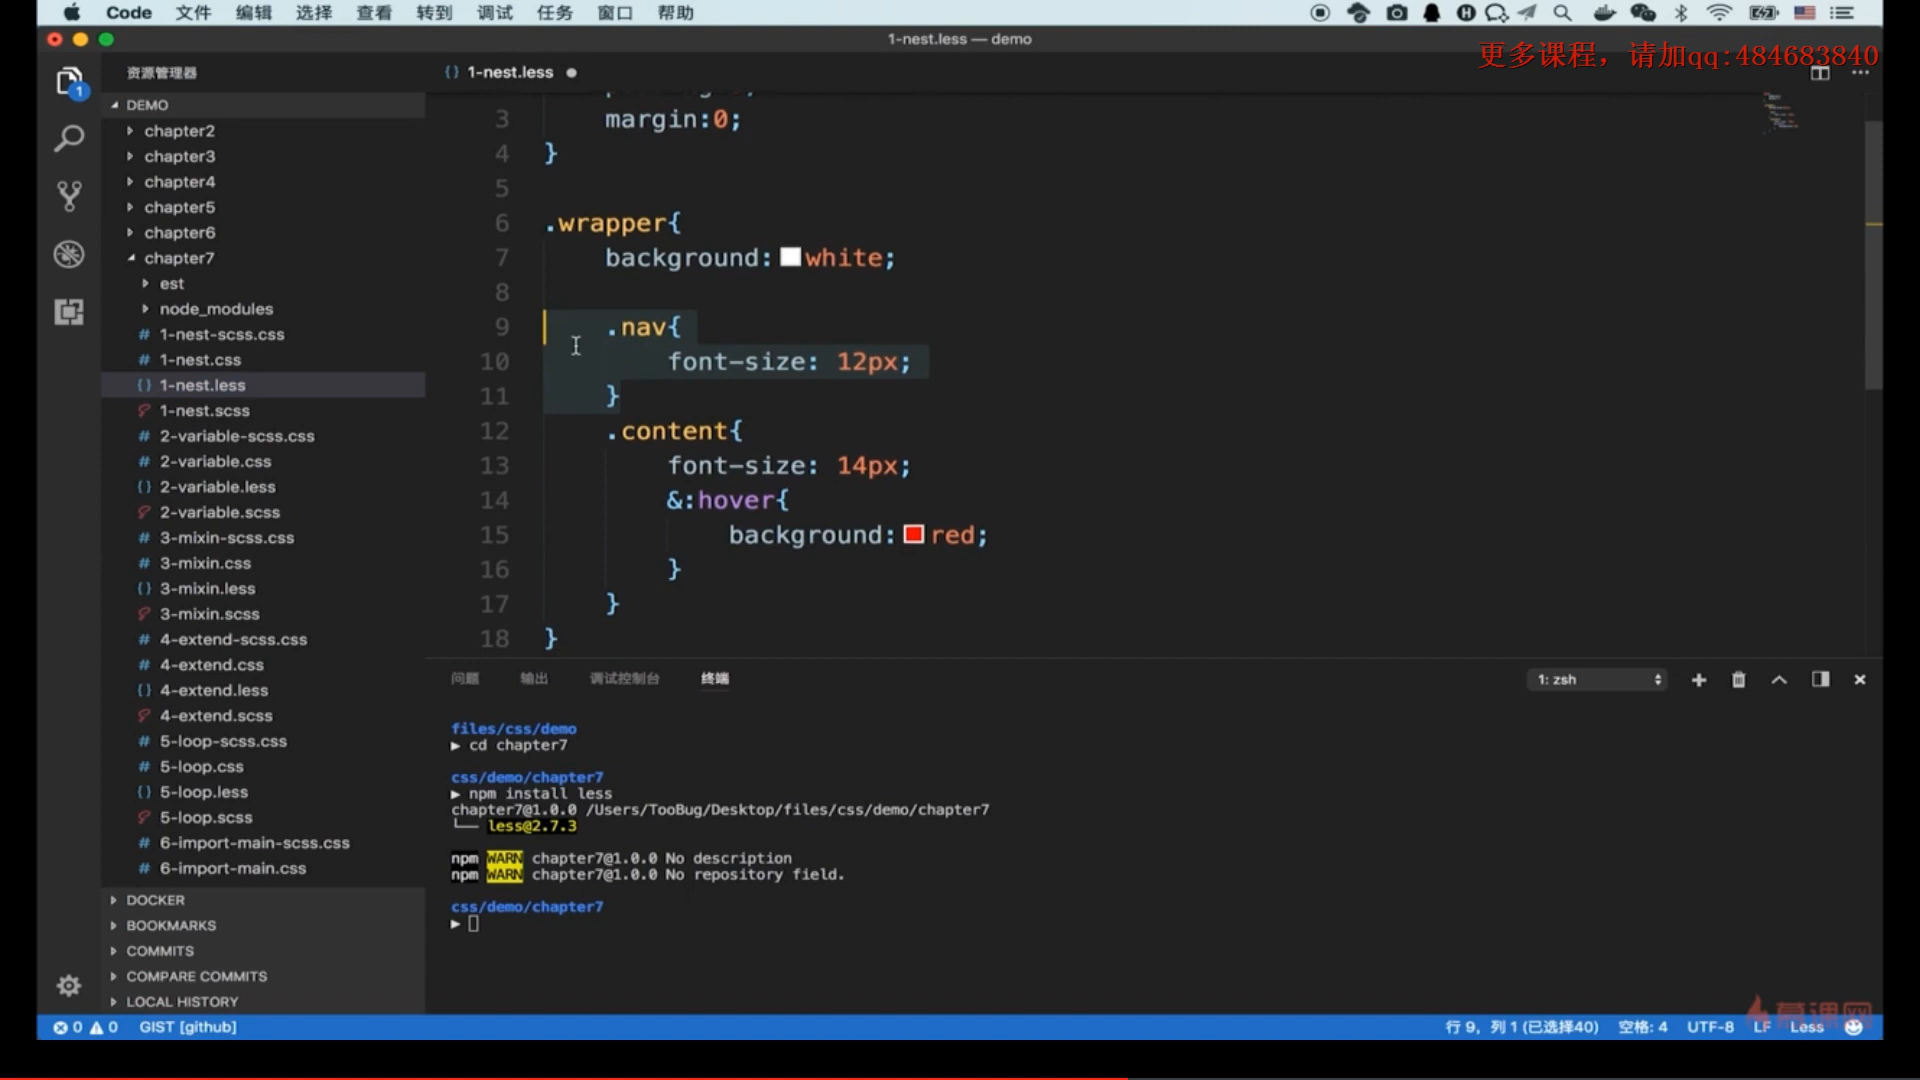 Code 文件 编辑 选择 查看 转到 调试 任务 窗口 帮助
1-nest.less — demo
更多课程，请加qq:484683840
资源管理器
1-nest.less
DEMO
chapter2
chapter3
chapter4
chapter5
chapter6
chapter7
est
node_modules
# 1-nest-scss.css
# 1-nest.css
{} 1-nest.less
1-nest.scss
# 2-variable-scss.css
# 2-variable.css
{} 2-variable.less
2-variable.scss
# 3-mixin-scss.css
# 3-mixin.css
{} 3-mixin.less
3-mixin.scss
# 4-extend-scss.css
# 4-extend.css
{} 4-extend.less
4-extend.scss
# 5-loop-scss.css
# 5-loop.css
{} 5-loop.less
5-loop.scss
# 6-import-main-scss.css
# 6-import-main.css
DOCKER
BOOKMARKS
COMMITS
COMPARE COMMITS
LOCAL HISTORY
3 margin:0;
4 }
5
6 .wrapper{
7 background: white;
8
9 .nav{
10 font-size: 12px;
11 }
12 .content{
13 font-size: 14px;
14 &:hover{
15 background: red;
16 }
17 }
18 }
问题 输出 调试控制台 终端
1: zsh
files/css/demo
▶ cd chapter7
css/demo/chapter7
▶ npm install less
chapter7@1.0.0 /Users/TooBug/Desktop/files/css/demo/chapter7
└── less@2.7.3
npm WARN chapter7@1.0.0 No description
npm WARN chapter7@1.0.0 No repository field.
css/demo/chapter7
▶
慕课网
0 0 GIST [github]
行 9，列 1 (已选择40) 空格: 4 UTF-8 LF Less